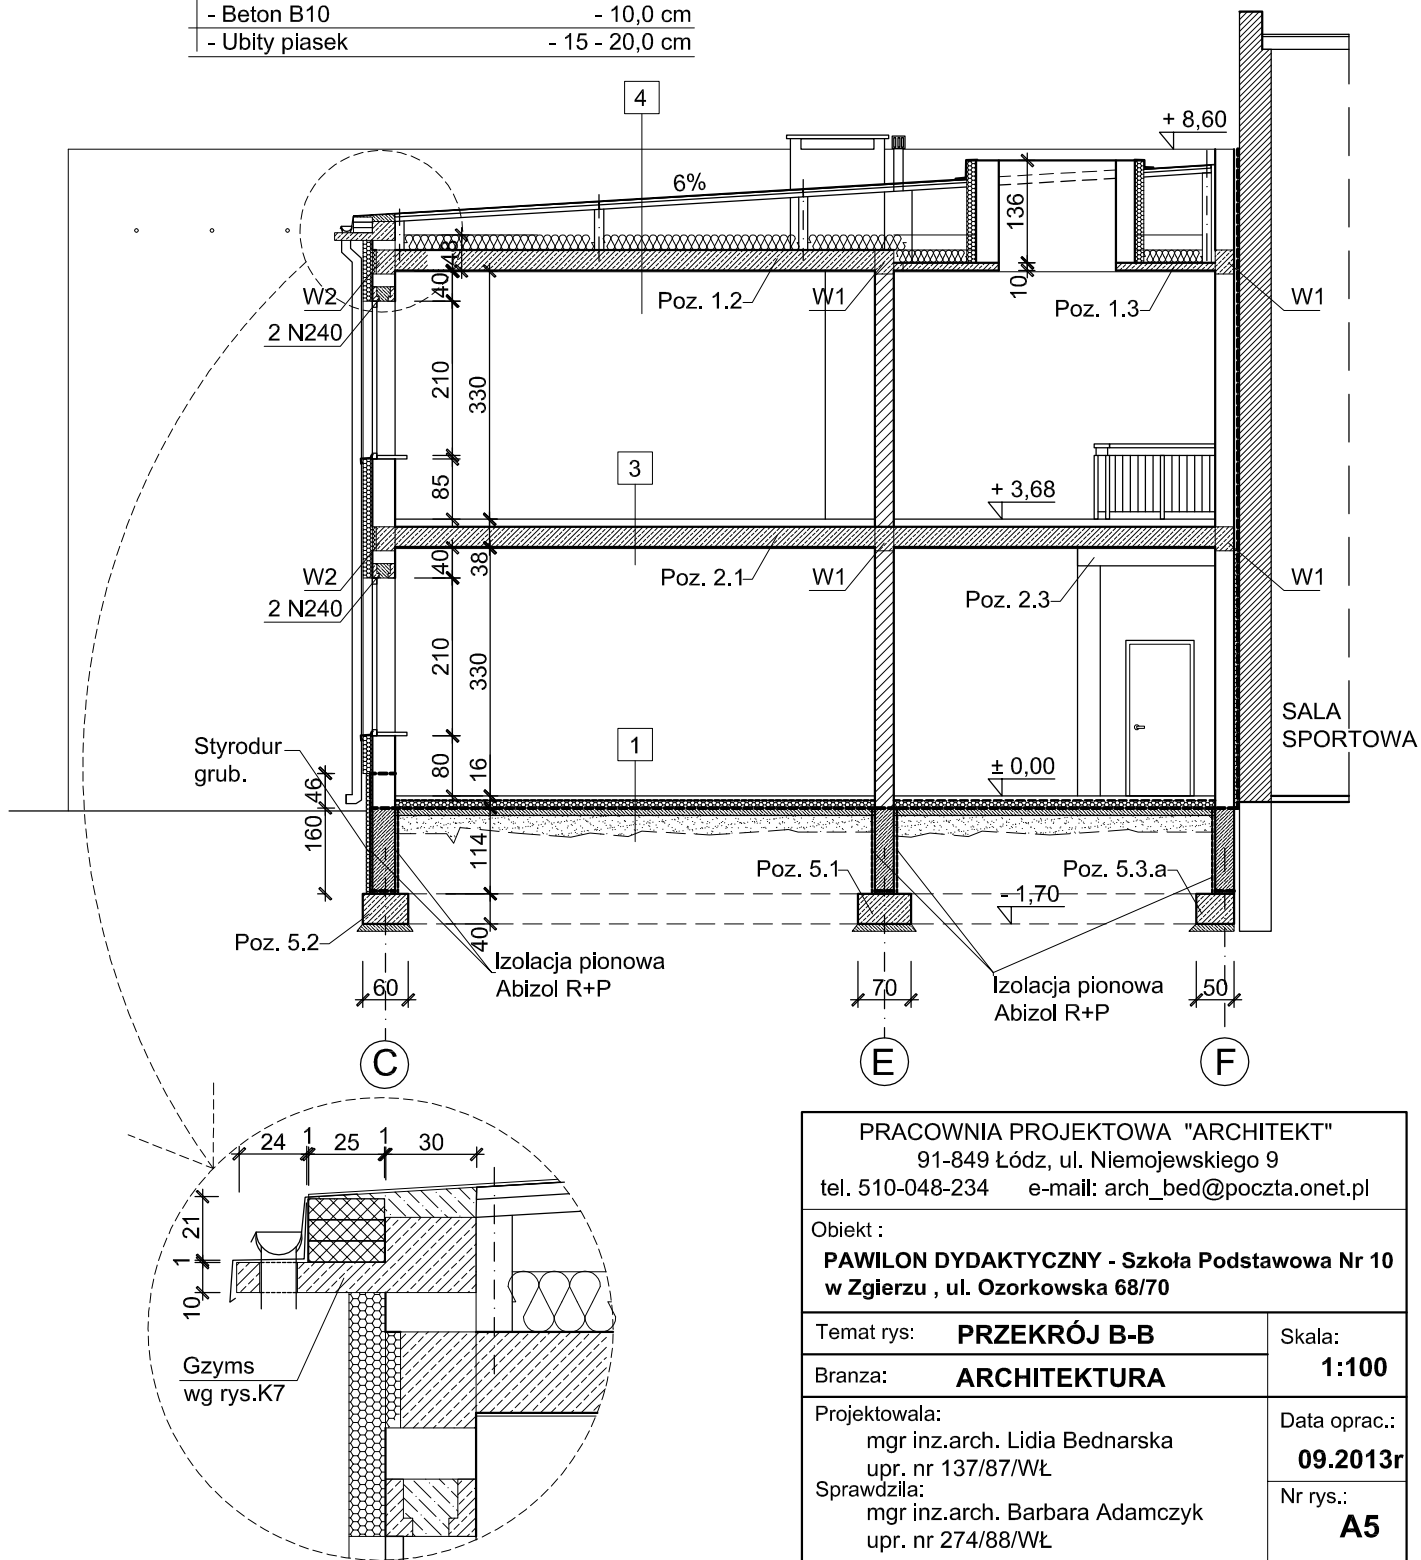 - Beton B10 - 10,0 cm
- Ubity piasek - 15 - 20,0 cm
4
+ 8,60
6%
136
43
40
10
W2
Poz. 1.2
W1
Poz. 1.3
W1
2 N240
210
330
3
85
+ 3,68
40
38
W2
Poz. 2.1
W1
Poz. 2.3
W1
2 N240
210
330
SALA
SPORTOWA
Styrodur
grub.
1
80
16
± 0,00
46
160
114
Poz. 5.1
Poz. 5.3.a
- 1,70
40
Poz. 5.2
Izolacja pionowa
Abizol R+P
Izolacja pionowa
Abizol R+P
60
70
50
C
E
F
24
1
25
1
30
21
1
10
Gzyms
wg rys.K7
PRACOWNIA PROJEKTOWA "ARCHITEKT"
91-849 Łódz, ul. Niemojewskiego 9
tel. 510-048-234 e-mail: arch_bed@poczta.onet.pl
Obiekt :
PAWILON DYDAKTYCZNY - Szkoła Podstawowa Nr 10
w Zgierzu , ul. Ozorkowska 68/70
Temat rys: PRZEKRÓJ B-B
Skala:
1:100
Branza: ARCHITEKTURA
Projektowala:
mgr inz.arch. Lidia Bednarska
upr. nr 137/87/WŁ
Data oprac.:
09.2013r
Sprawdzila:
mgr inz.arch. Barbara Adamczyk
upr. nr 274/88/WŁ
Nr rys.:
A5